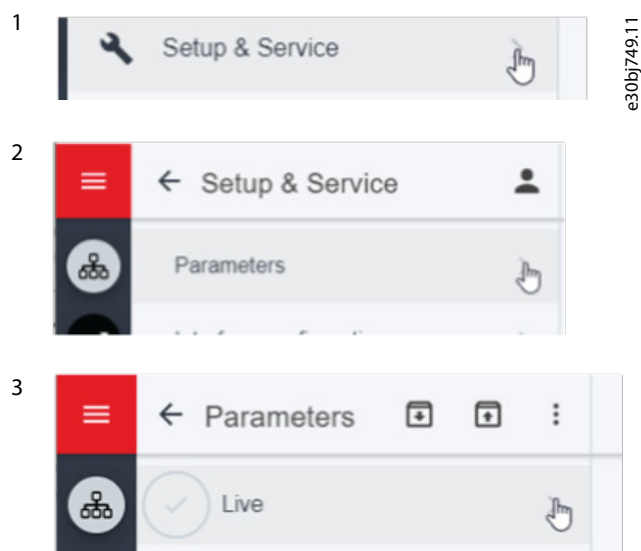 1
Setup & Service
e30bj749.11
2
Setup & Service
Parameters
3
Parameters
Live